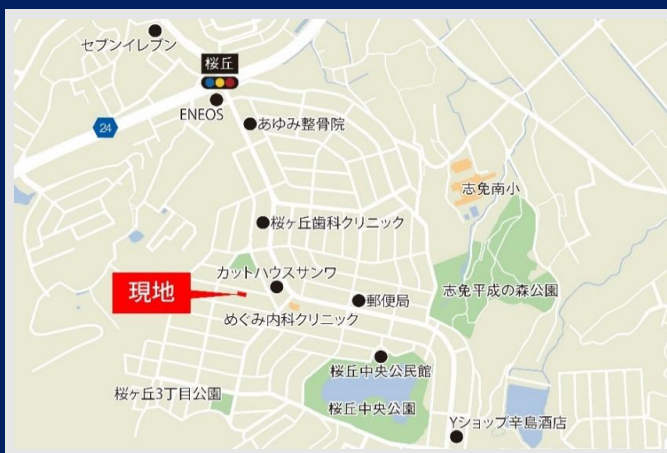 セブンイレブン
桜丘
ENEOS
24
あゆみ整骨院
志免南小
桜ヶ丘歯科クリニック
カットハウスサンワ
現地
郵便局
志免平成の森公園
めぐみ内科クリニック
桜丘中央公民館
桜ヶ丘3丁目公園
桜丘中央公園
Yショップ辛島酒店